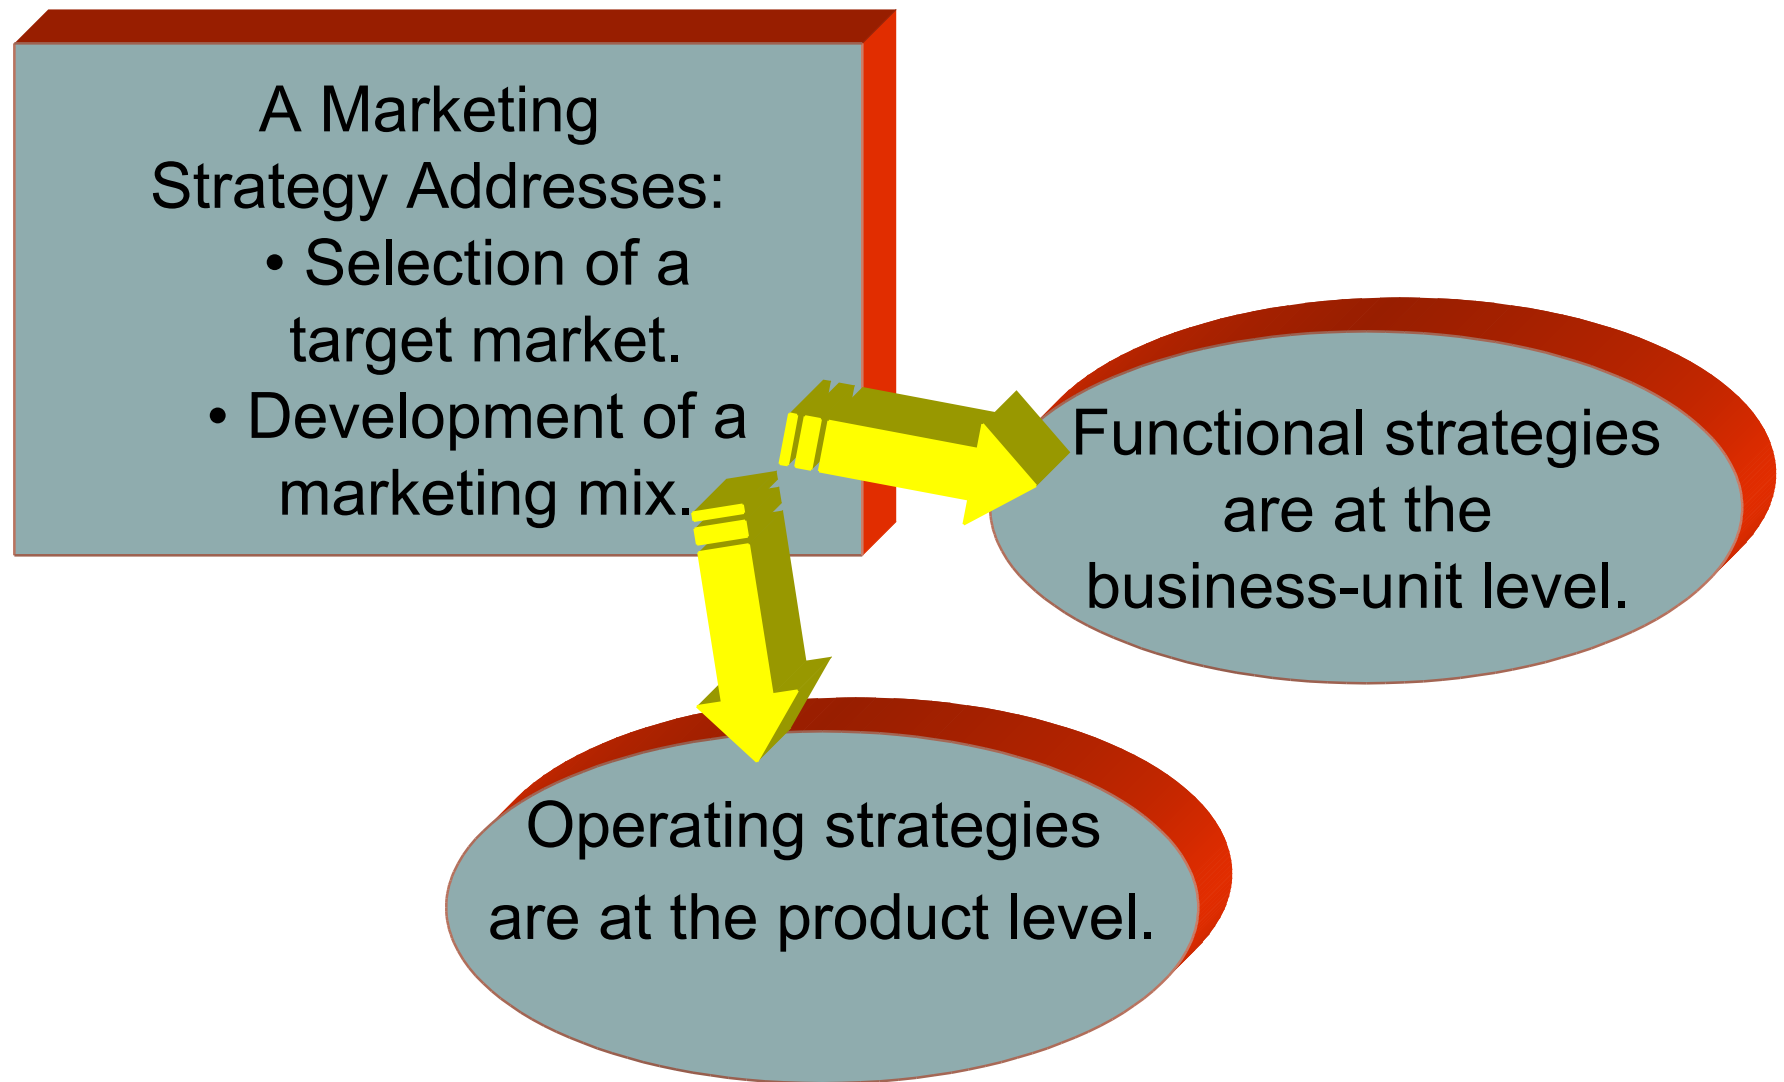 A Marketing
Strategy Addresses:
• Selection of a
target market.
• Development of a
marketing mix.
Functional strategies
are at the
business-unit level.
Operating strategies
are at the product level.